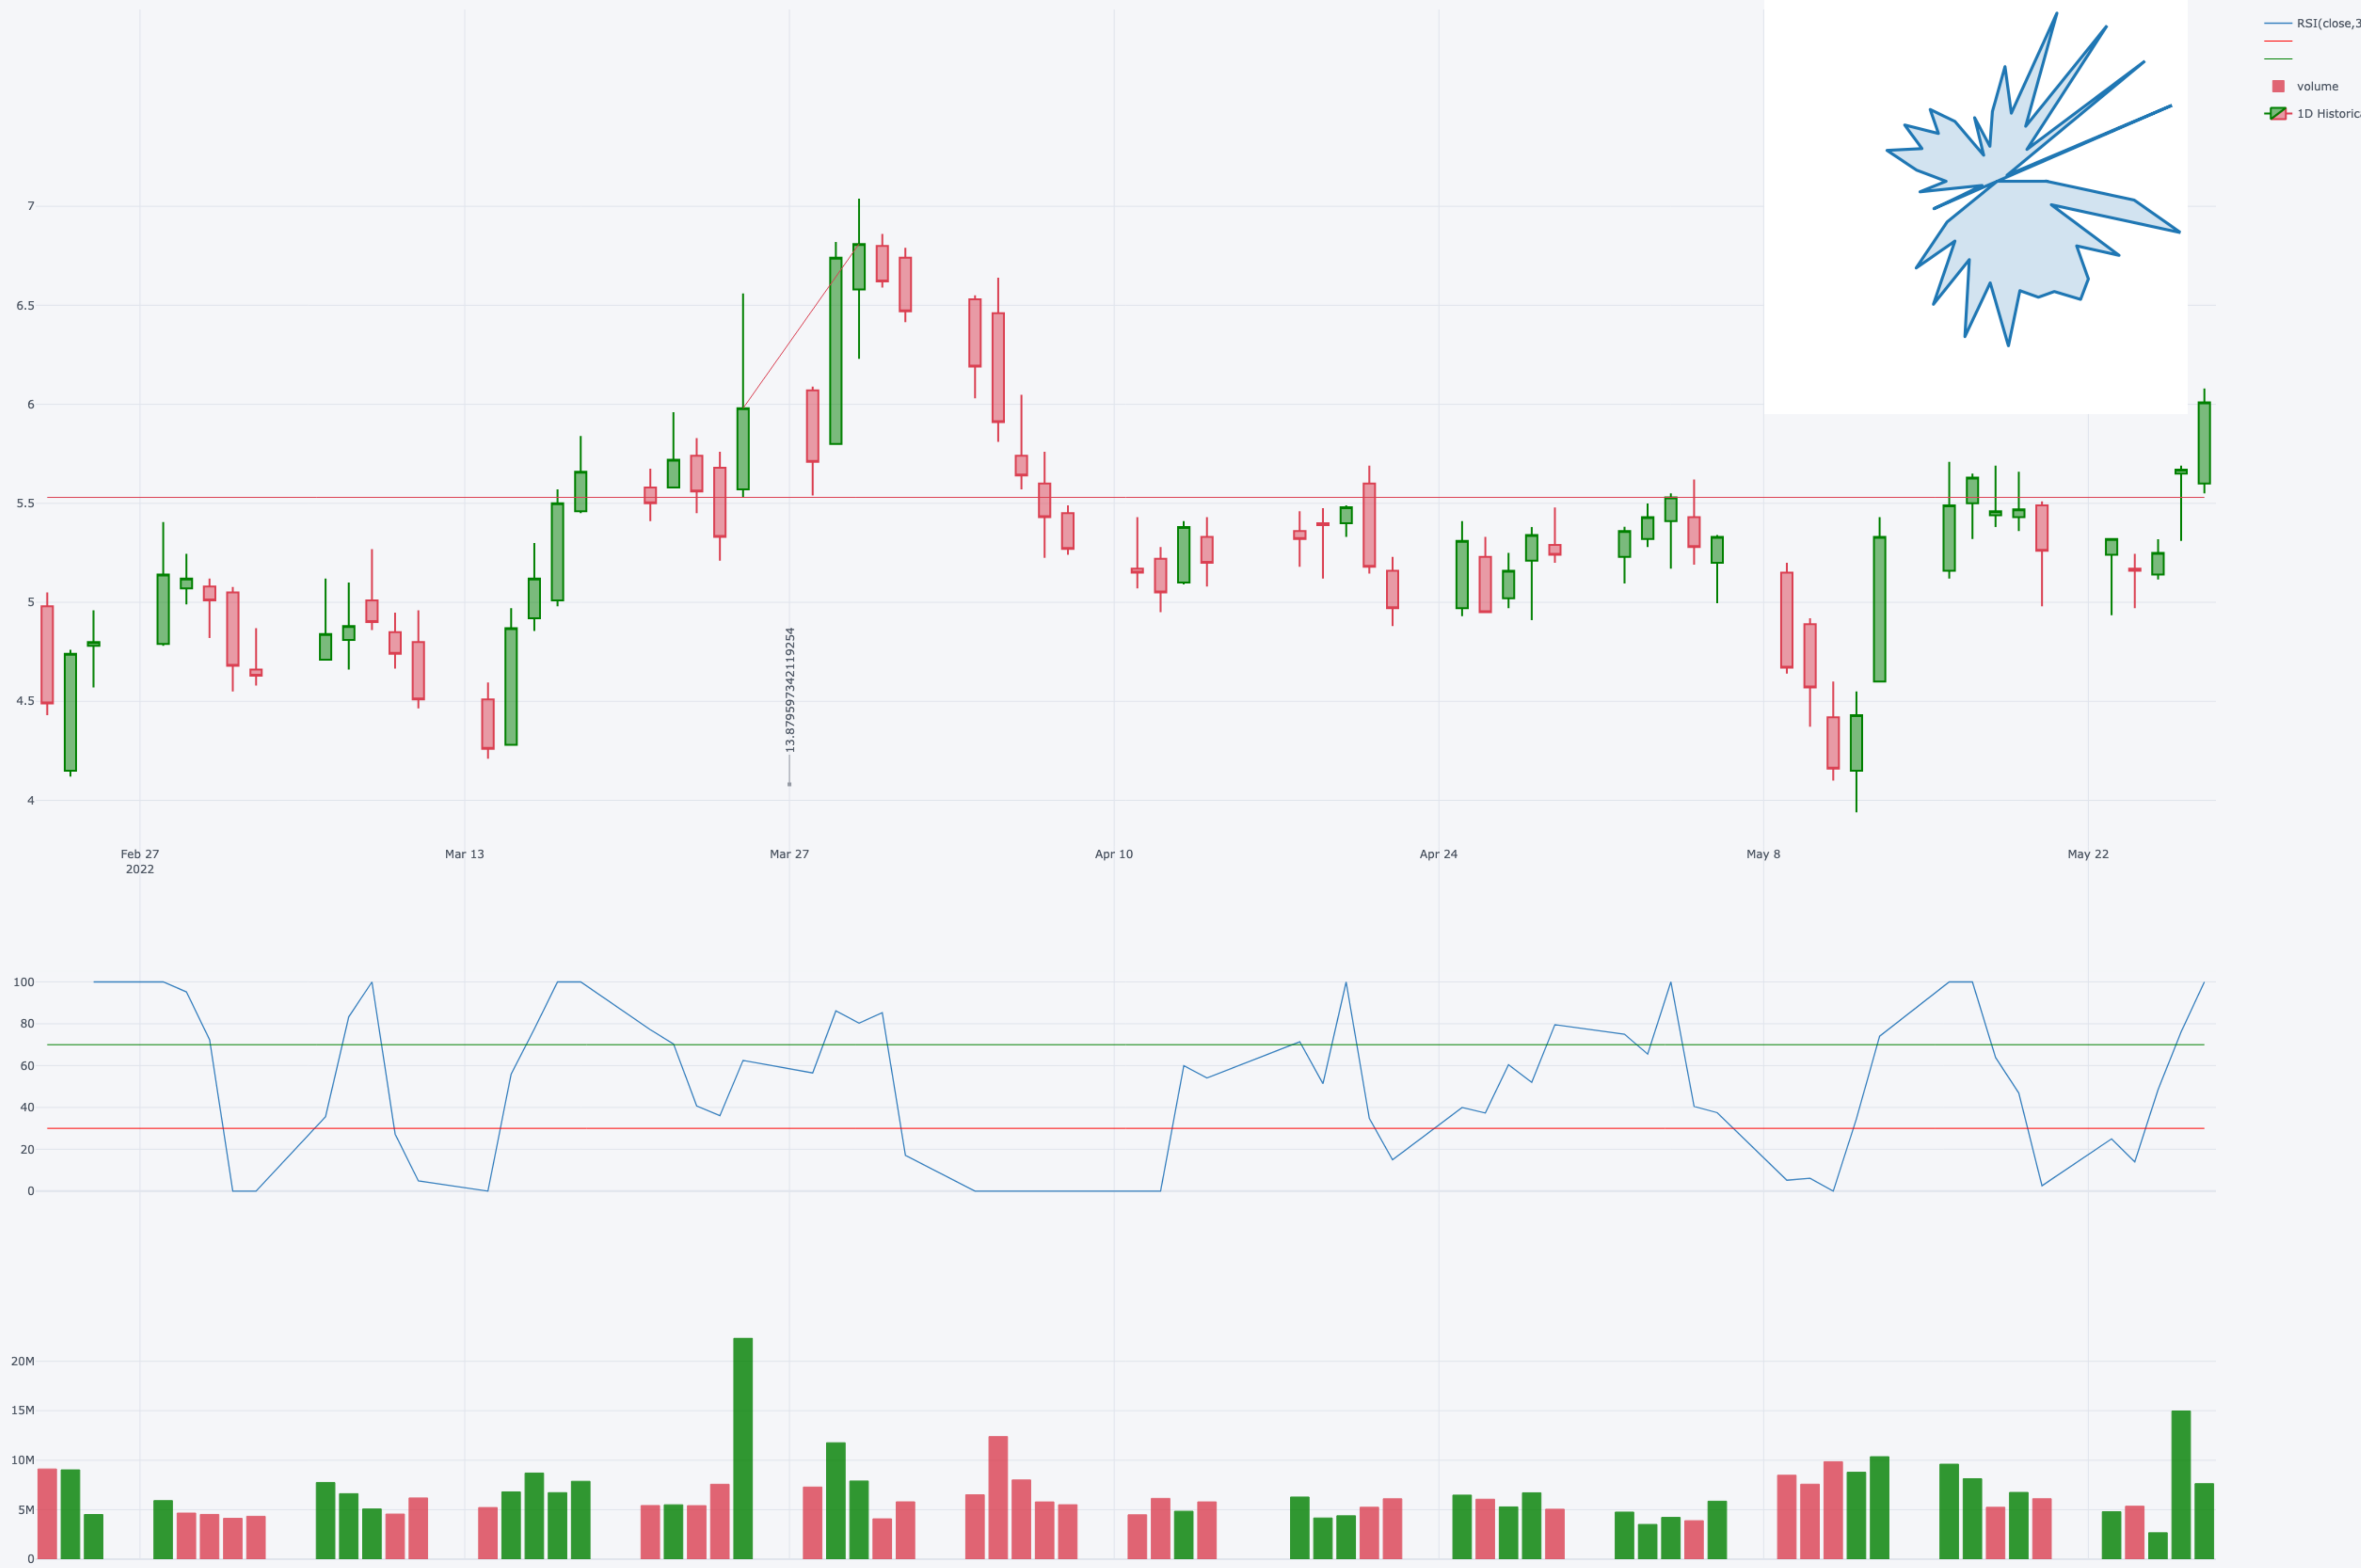 RSI(close,3
volume
1D Historica
7
6.5
6
5.5
5
4.5
4
13.879597342119254
Feb 27
2022
Mar 13
Mar 27
Apr 10
Apr 24
May 8
May 22
100
80
60
40
20
0
20M
15M
10M
5M
0